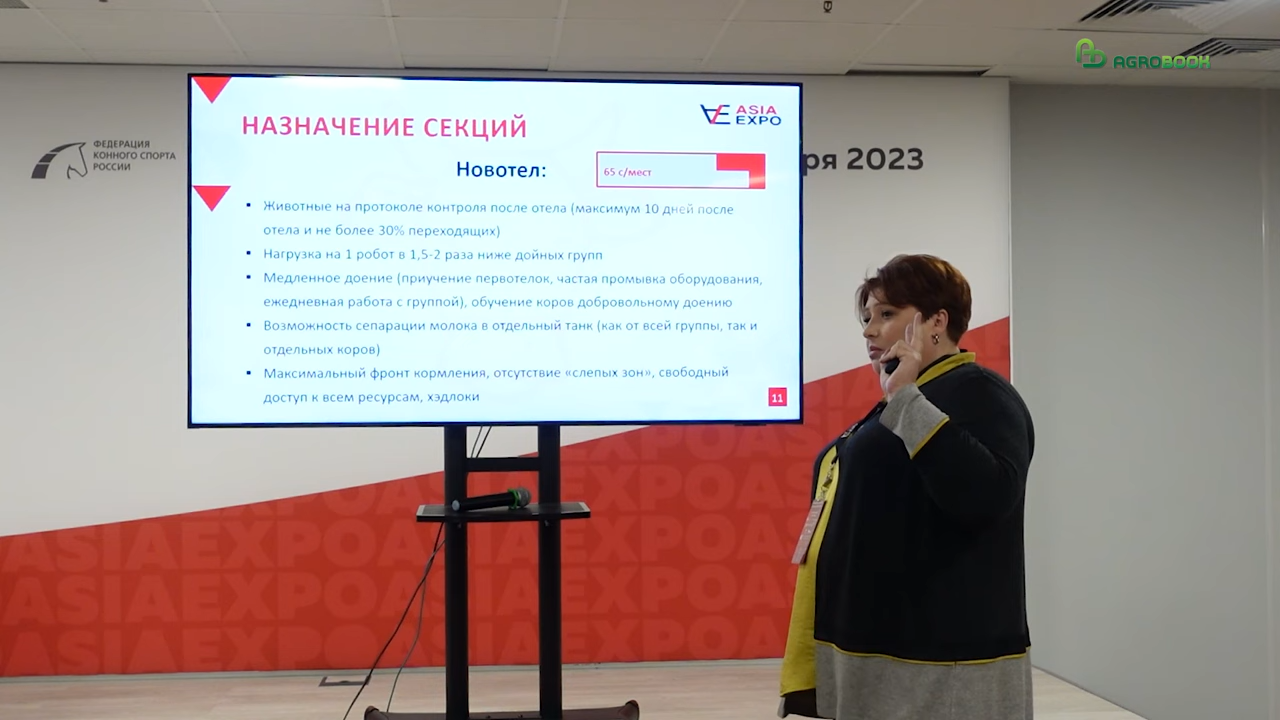 AGROBOOK
ФЕДЕРАЦИЯ
КОННОГО СПОРТА
РОССИИ
2023
ASIA
EXPO
НАЗНАЧЕНИЕ СЕКЦИЙ
Новотел:
65 с/мест
▪ Животные на протоколе контроля после отела (максимум 10 дней после
отела и не более 30% переходящих)
▪ Нагрузка на 1 робот в 1,5-2 раза ниже дойных групп
▪ Медленное доение (приучение первотелок, частая промывка оборудования,
ежедневная работа с группой), обучение коров добровольному доению
▪ Возможность сепарации молока в отдельный танк (как от всей группы, так и
отдельных коров)
▪ Максимальный фронт кормления, отсутствие «слепых зон», свободный
доступ к всем ресурсам, хэдлоки
11
ASIAEXPOASIAEXPOASIAEXPOA
ASIAEXPOASIAEXPOASIAEXPOA
ASIAEXPOASIAEXPOASIAEXPO